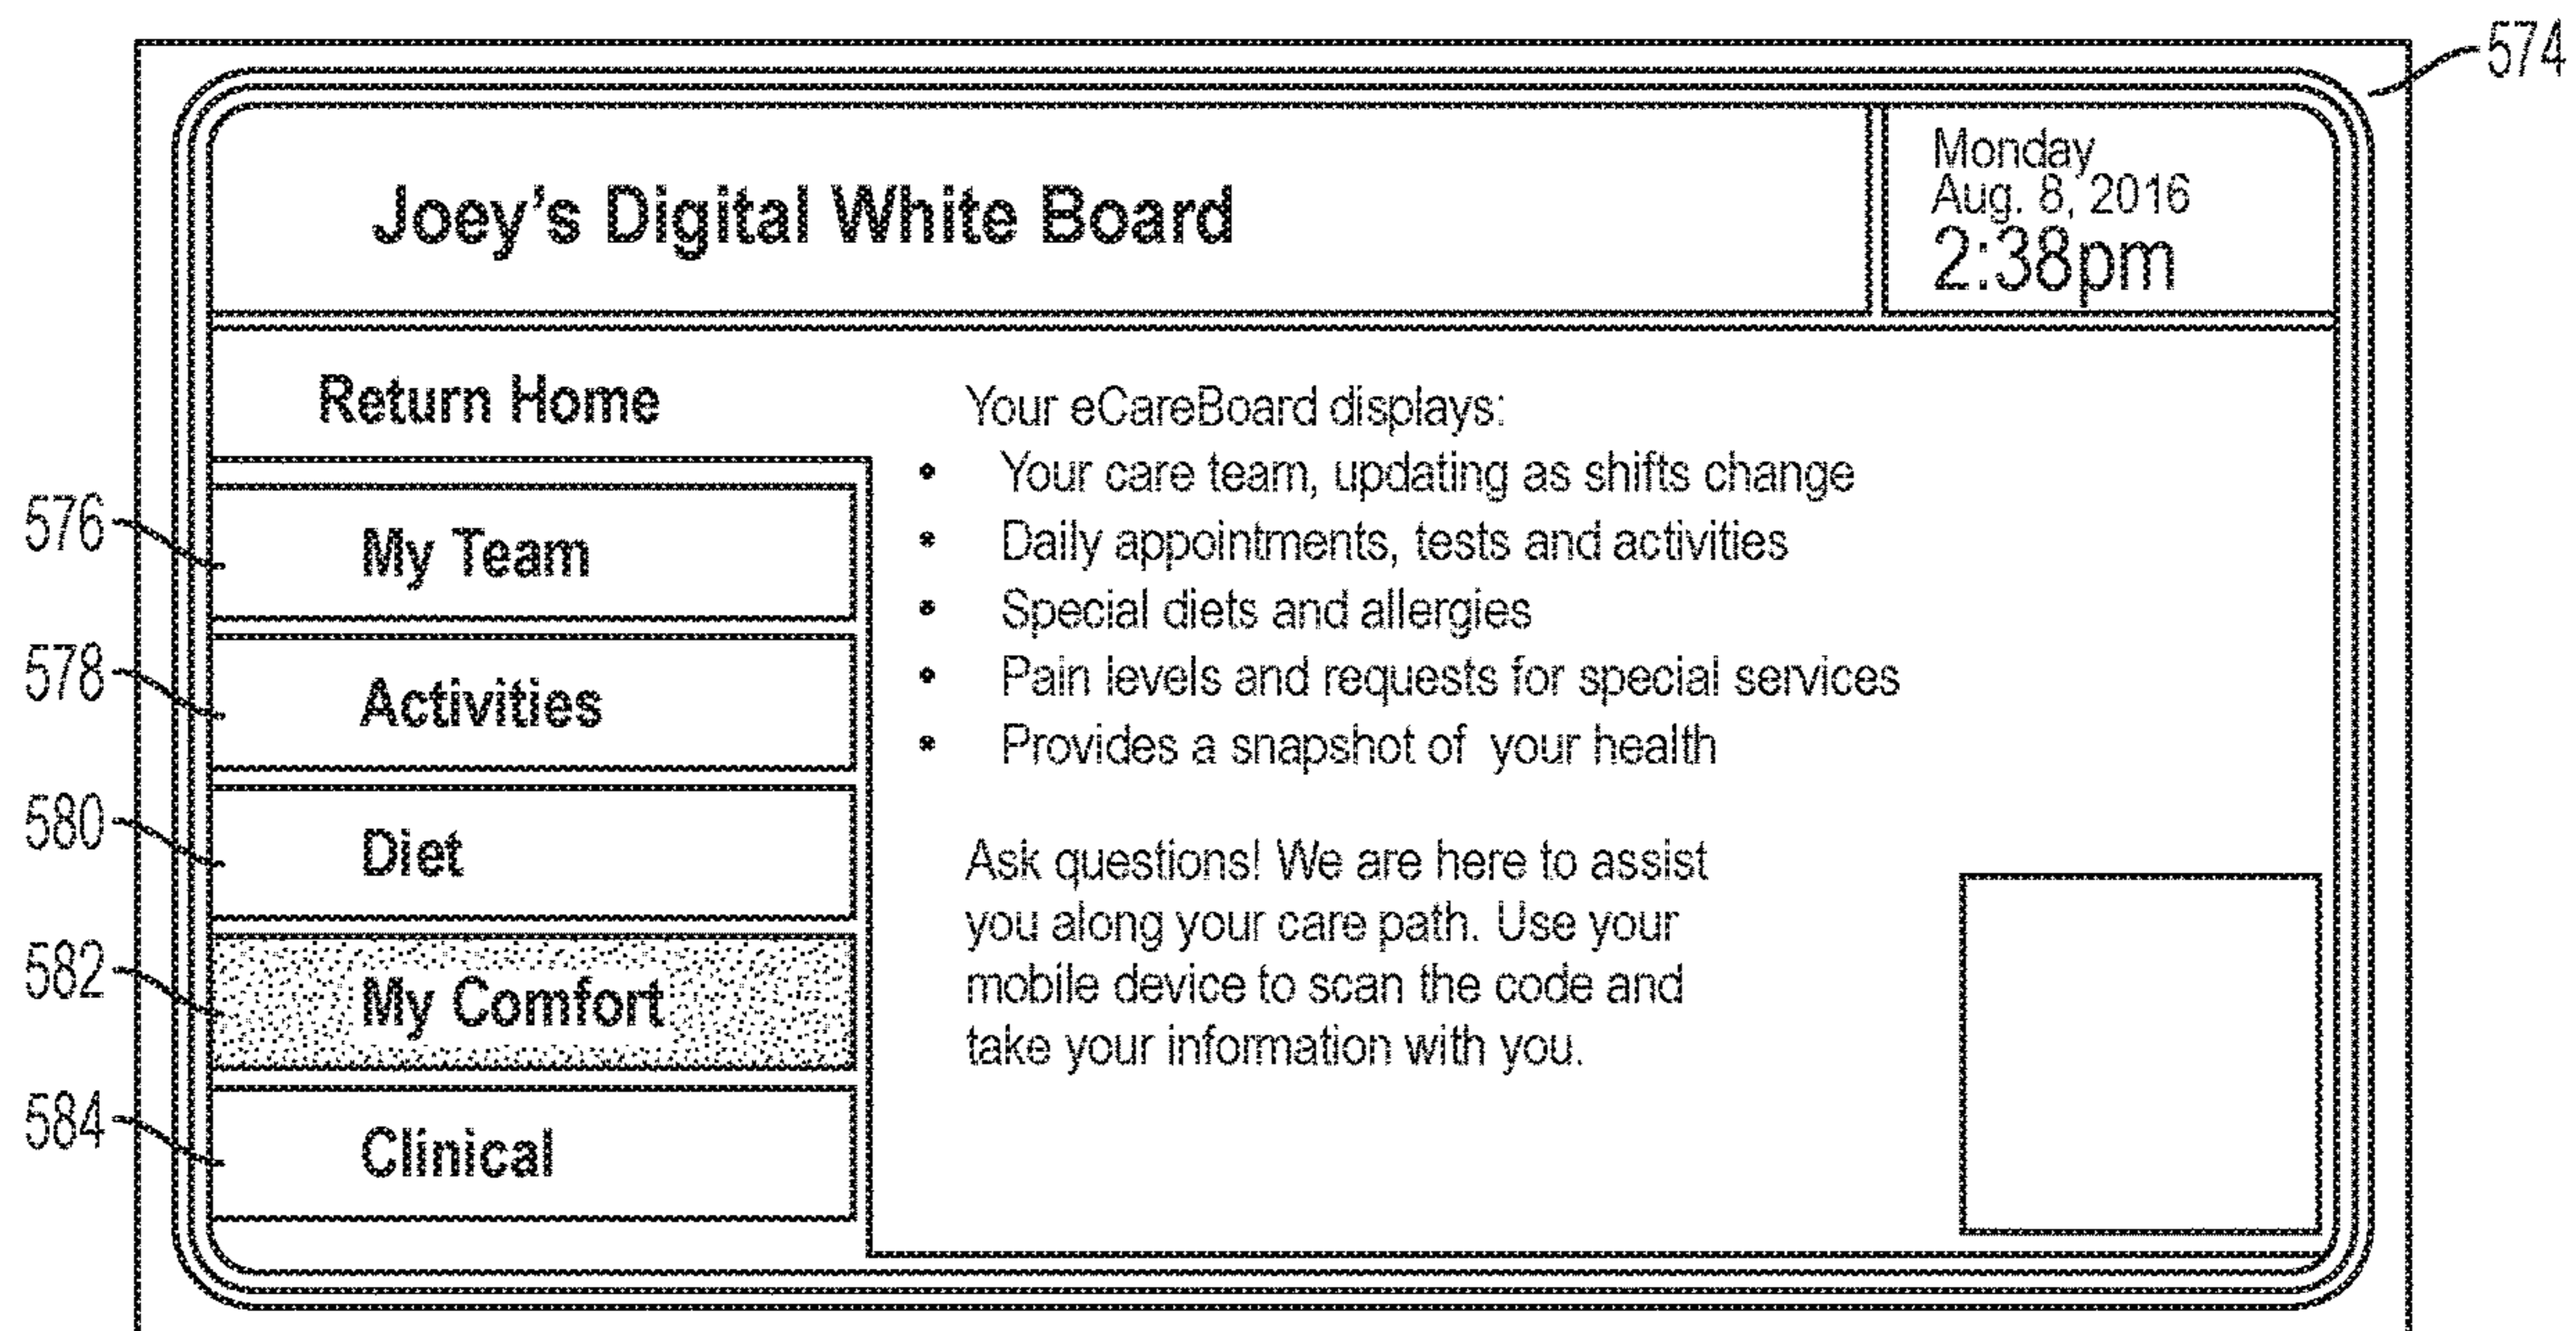 574
Joey's Digital White Board
Monday
Aug. 8, 2016
2:38pm
Return Home
Your eCareBoard displays:
• Your care team, updating as shifts change
• Daily appointments, tests and activities
• Special diets and allergies
• Pain levels and requests for special services
• Provides a snapshot of your health
576
My Team
578
Activities
580
Diet
582
My Comfort
584
Clinical
Ask questions! We are here to assist
you along your care path. Use your
mobile device to scan the code and
take your information with you.